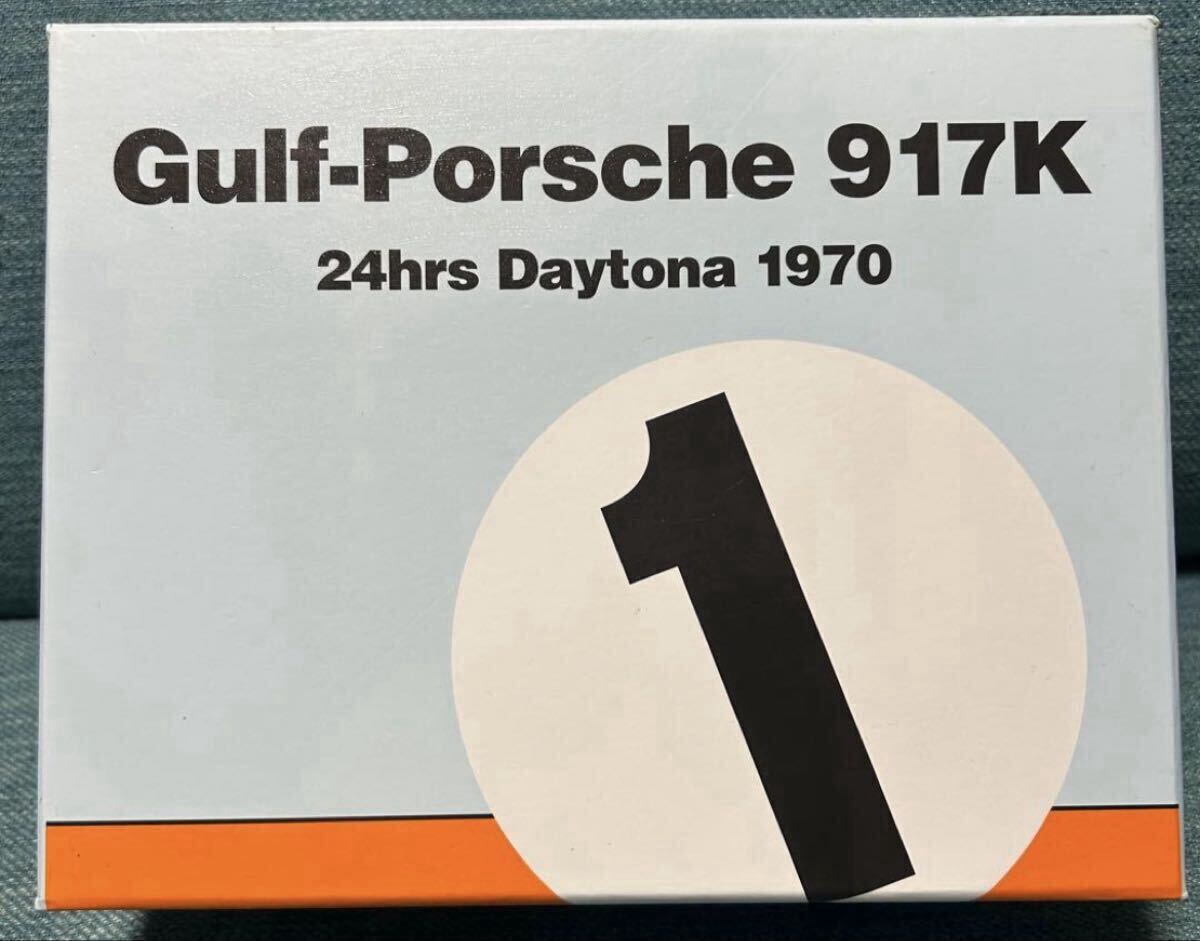 Gulf-Porsche 917K
24hrs Daytona 1970
1